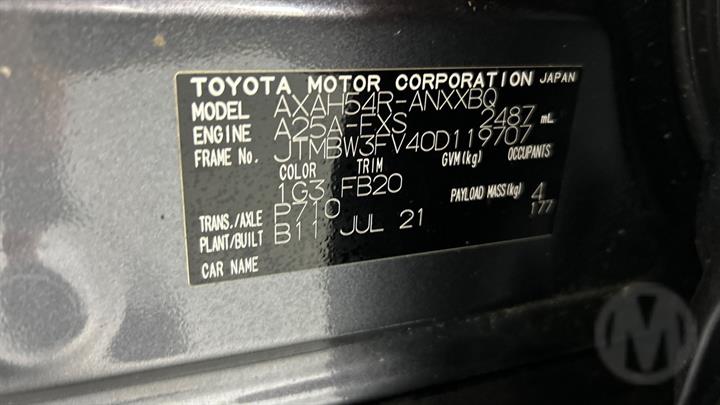 TOYOTA MOTOR CORPORATION JAPAN
MODEL AXAH54R-ANXXBQ
ENGINE A25A-FXS 2487 mL
FRAME No. JTMBW3FV40D119707
COLOR TRIM GVM(kg) OCCUPANTS
1G3 FB20 4
TRANS./AXLE P710 PAYLOAD MASS(kg) 177
PLANT/BUILT B11 JUL 21
CAR NAME
M